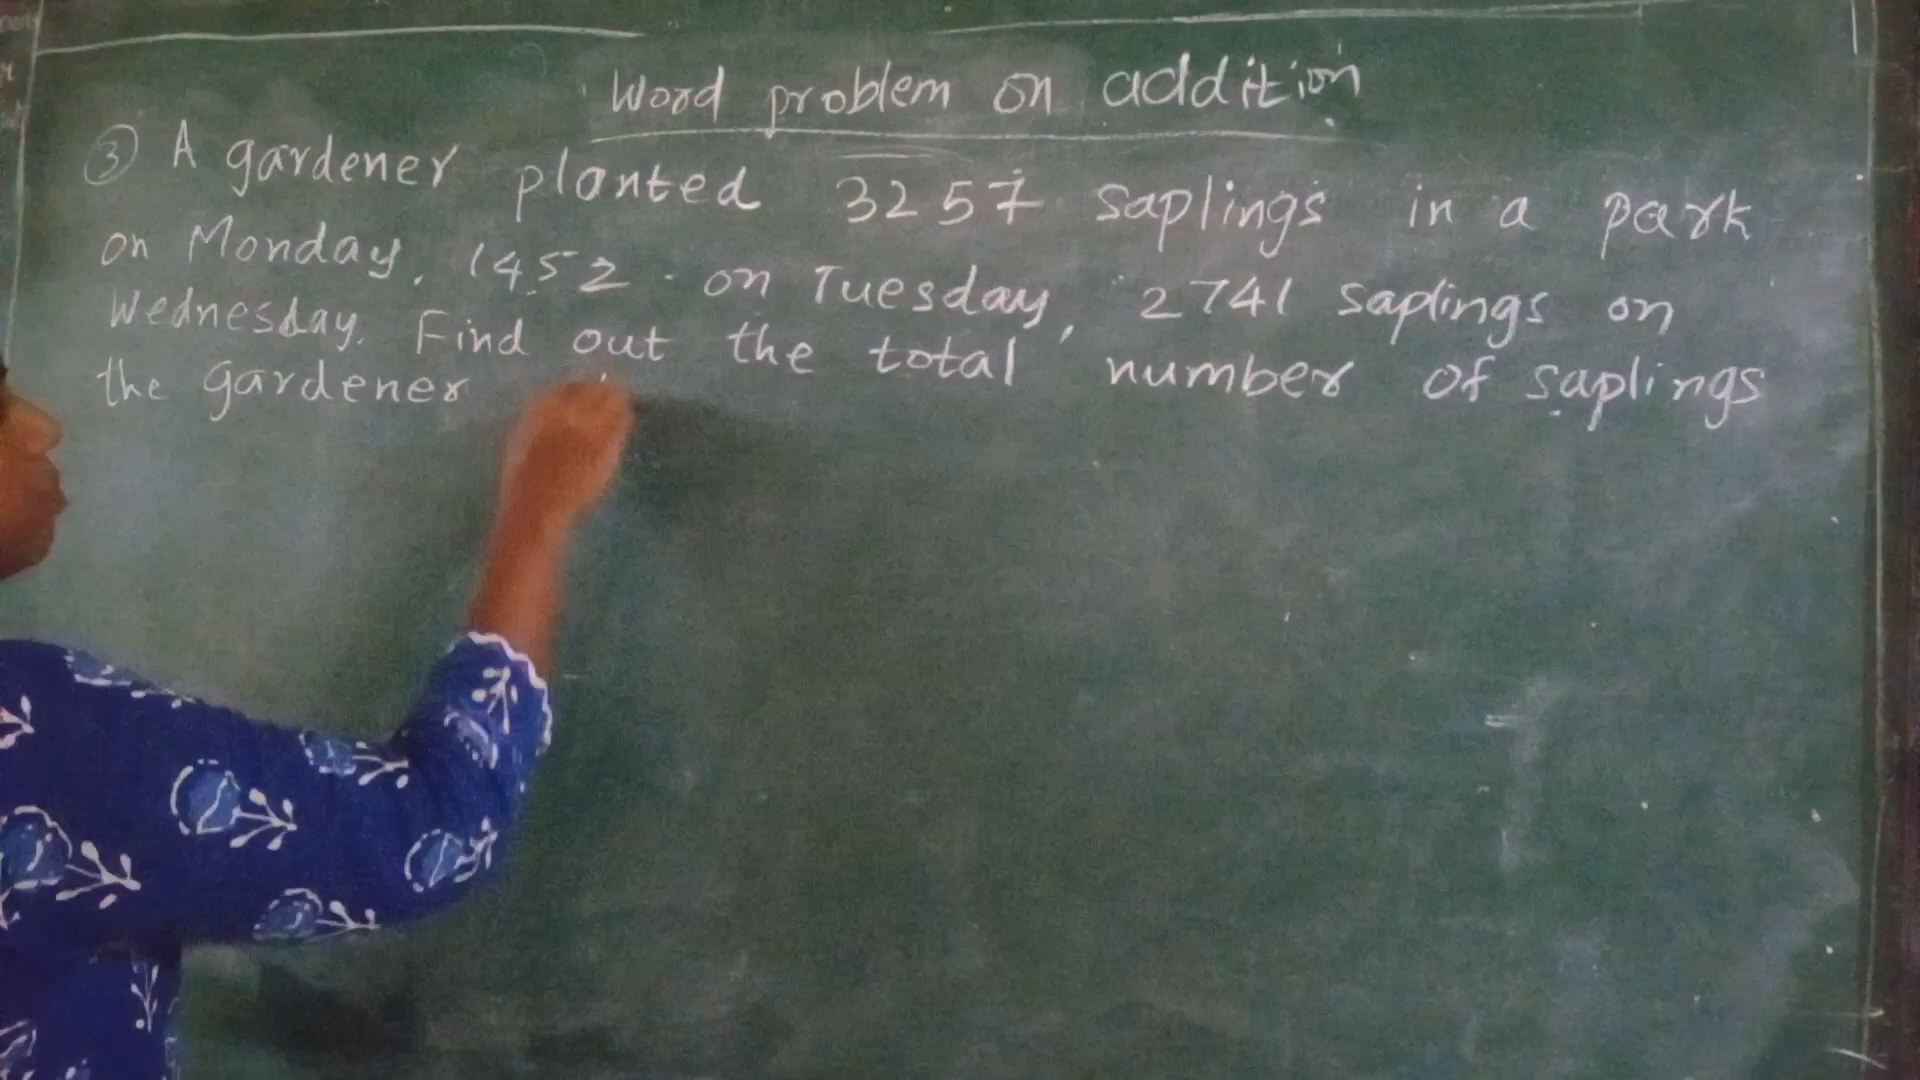 Word problem on addition
③ A gardener planted 3257 saplings in a park
on Monday, 1452 on Tuesday, 2741 saplings on
Wednesday. Find out the total number of saplings
the gardener